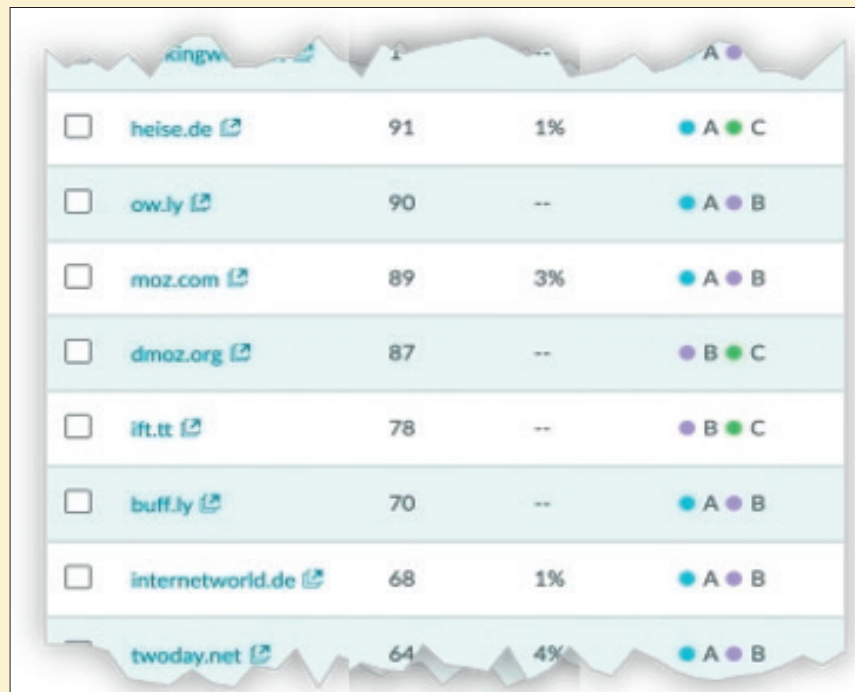 heise.de 91 1% A C
ow.ly 90 -- A B
moz.com 89 3% A B
dmoz.org 87 -- B C
ift.tt 78 -- B C
buff.ly 70 -- A B
internetworld.de 68 1% A B
twoday.net 64 4% A B